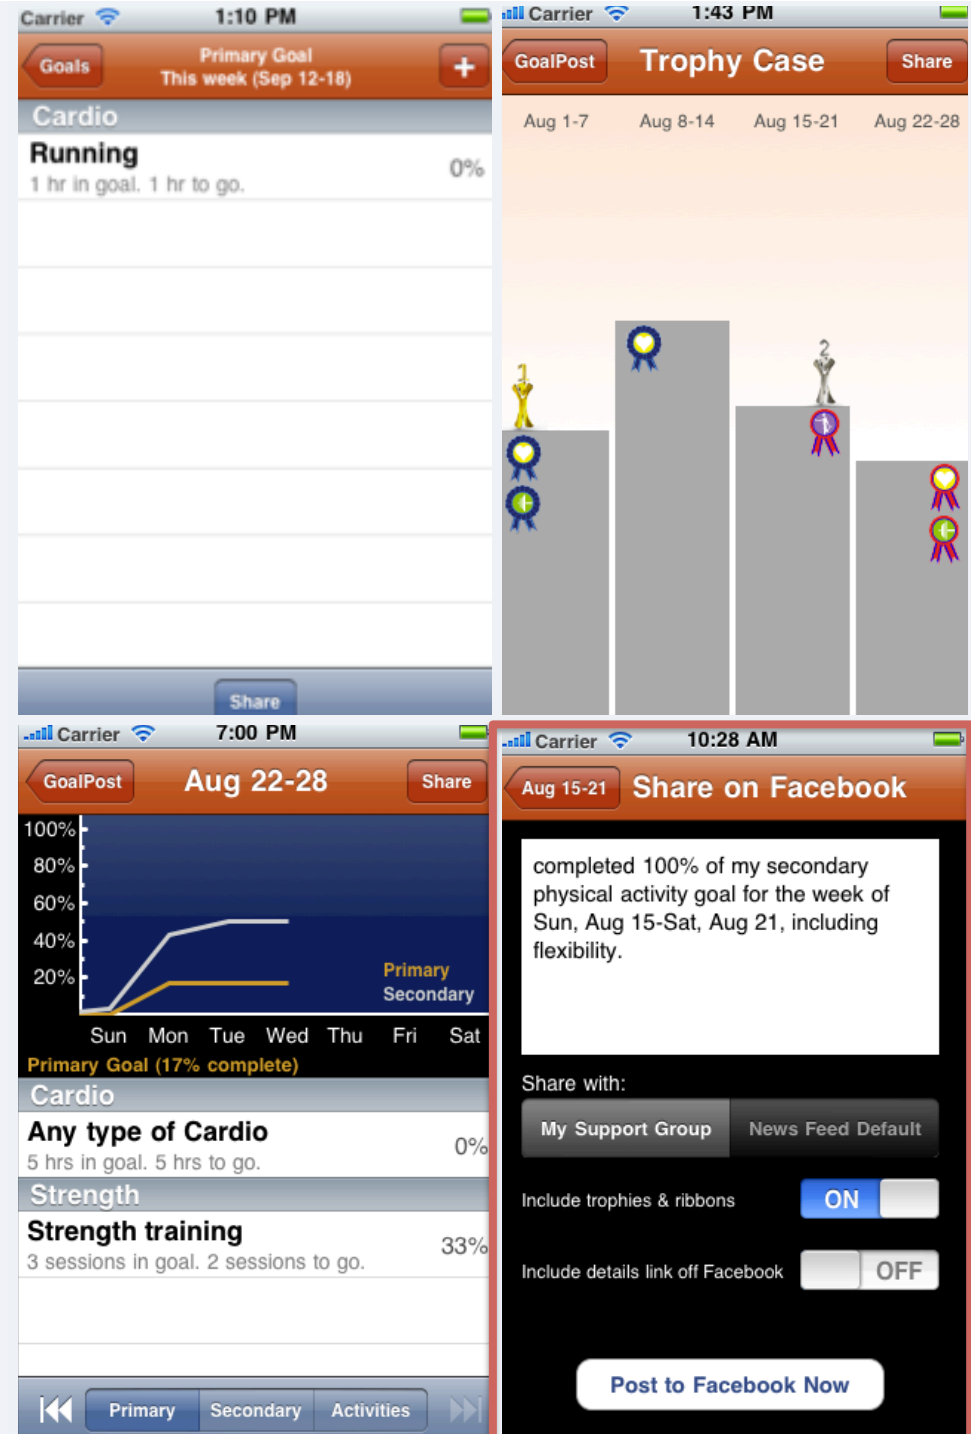 Carrier 1:10 PM
Goals
Primary Goal
This week (Sep 12-18)
+
Cardio
Running
0%
1 hr in goal. 1 hr to go.
Share
Carrier 1:43 PM
GoalPost Trophy Case Share
Aug 1-7 Aug 8-14 Aug 15-21 Aug 22-28
1
2
Carrier 7:00 PM
GoalPost Aug 22-28 Share
100%
80%
60%
40%
20%
Primary
Secondary
Sun Mon Tue Wed Thu Fri Sat
Primary Goal (17% complete)
Cardio
Any type of Cardio
0%
5 hrs in goal. 5 hrs to go.
Strength
Strength training
33%
3 sessions in goal. 2 sessions to go.
Primary Secondary Activities
Carrier 10:28 AM
Aug 15-21 Share on Facebook
completed 100% of my secondary
physical activity goal for the week of
Sun, Aug 15-Sat, Aug 21, including
flexibility.
Share with:
My Support Group News Feed Default
Include trophies & ribbons ON
Include details link off Facebook OFF
Post to Facebook Now